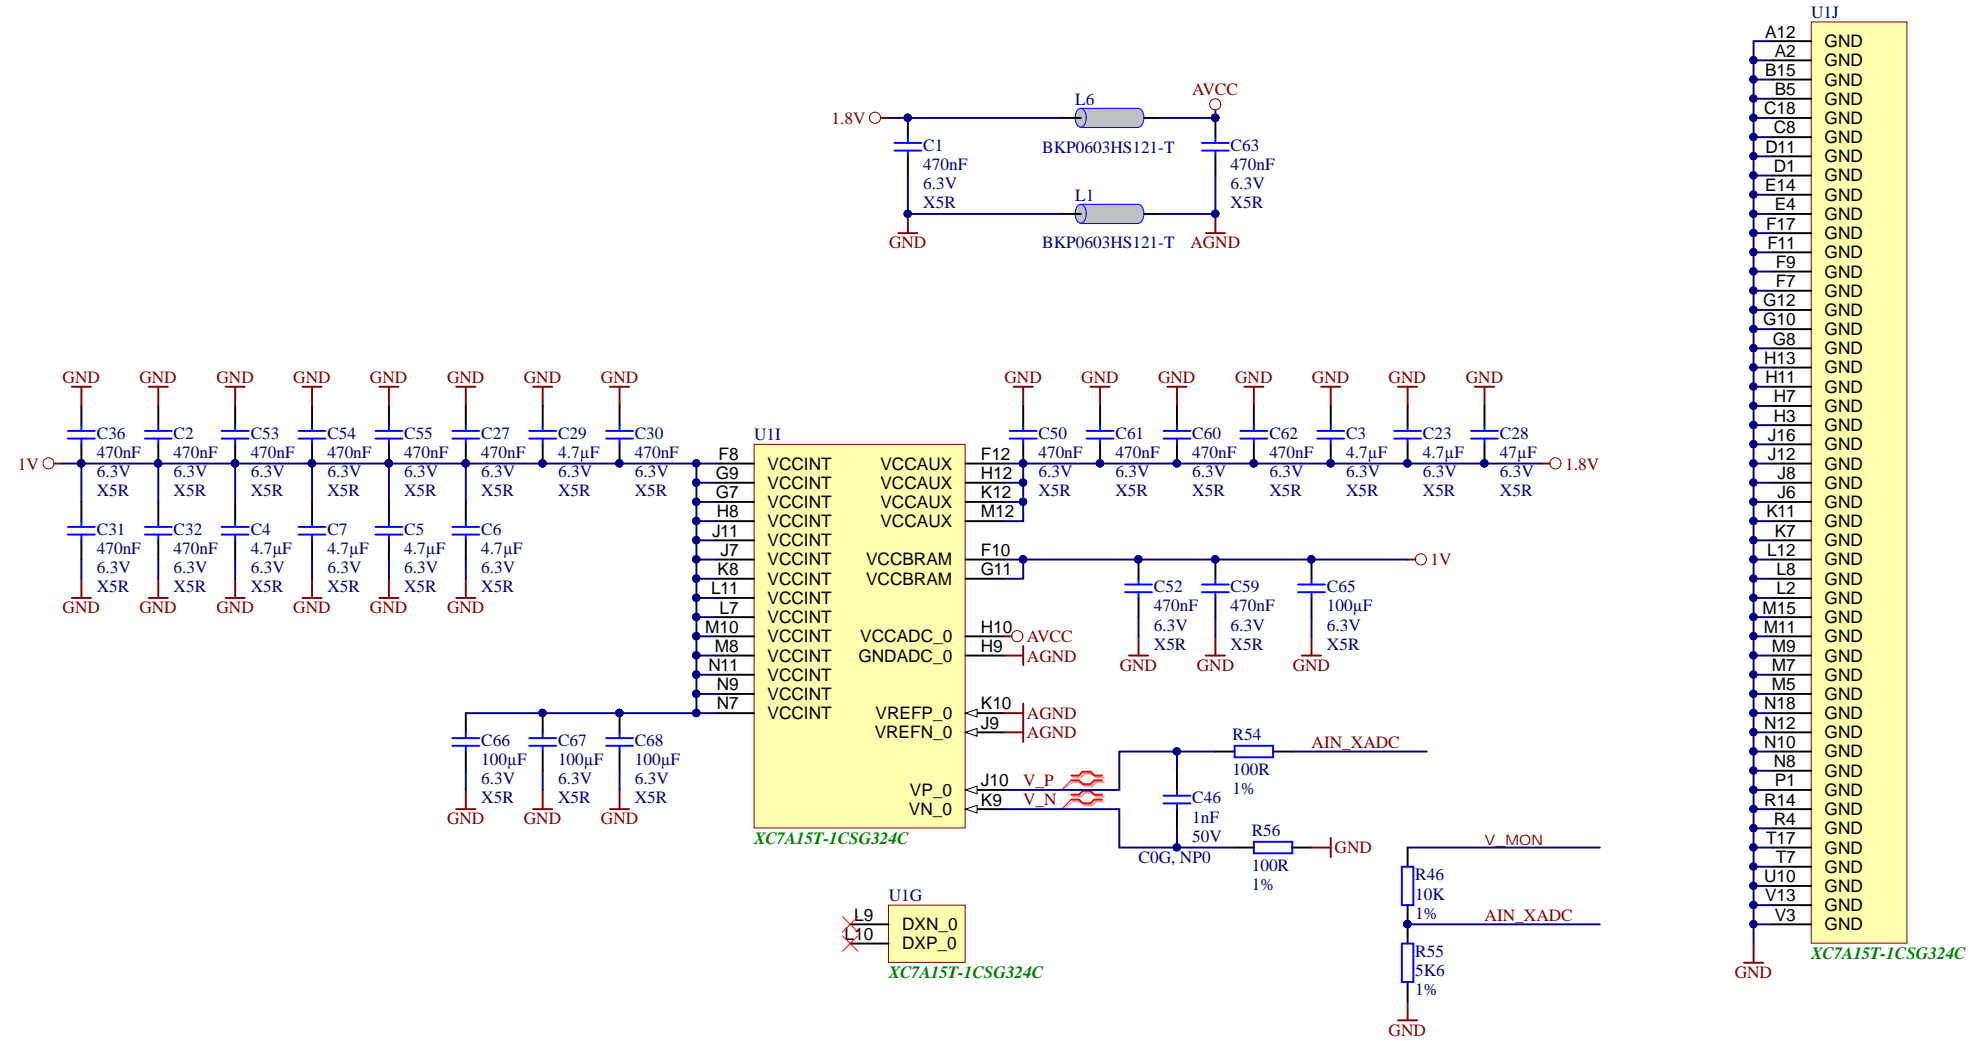 L6
AVCC
1.8V
C1
470nF
6.3V
X5R
BKP0603HS121-T
C63
470nF
6.3V
X5R
L1
GND
BKP0603HS121-T
AGND
GND
GND
GND
GND
GND
GND
GND
GND
1V
C36
470nF
6.3V
X5R
C2
470nF
6.3V
X5R
C53
470nF
6.3V
X5R
C54
470nF
6.3V
X5R
C55
470nF
6.3V
X5R
C27
470nF
6.3V
X5R
C29
4.7µF
6.3V
X5R
C30
470nF
6.3V
X5R
C31
470nF
6.3V
X5R
GND
C32
470nF
6.3V
X5R
GND
C4
4.7µF
6.3V
X5R
GND
C7
4.7µF
6.3V
X5R
GND
C5
4.7µF
6.3V
X5R
GND
C6
4.7µF
6.3V
X5R
GND
C66
100µF
6.3V
X5R
GND
C67
100µF
6.3V
X5R
GND
C68
100µF
6.3V
X5R
GND
U1I
F8 VCCINT
G9 VCCINT
G7 VCCINT
H8 VCCINT
J11 VCCINT
J7 VCCINT
K8 VCCINT
L11 VCCINT
L7 VCCINT
M10 VCCINT
M8 VCCINT
N11 VCCINT
N9 VCCINT
N7 VCCINT
VCCAUX F12
VCCAUX H12
VCCAUX K12
VCCAUX M12
VCCBRAM F10
VCCBRAM G11
VCCADC_0 H10 AVCC
GNDADC_0 H9 AGND
VREFP_0 K10 AGND
VREFN_0 J9 AGND
VP_0 J10 V_P
VN_0 K9 V_N
XC7A15T-1CSG324C
GND
GND
GND
GND
GND
GND
GND
C50
470nF
6.3V
X5R
C61
470nF
6.3V
X5R
C60
470nF
6.3V
X5R
C62
470nF
6.3V
X5R
C3
4.7µF
6.3V
X5R
C23
4.7µF
6.3V
X5R
C28
47µF
6.3V
X5R
1.8V
1V
C52
470nF
6.3V
X5R
GND
C59
470nF
6.3V
X5R
GND
C65
100µF
6.3V
X5R
GND
R54
100R
1%
AIN_XADC
C46
1nF
50V
C0G, NP0
R56
100R
1%
GND
V_MON
R46
10K
1%
AIN_XADC
R55
5K6
1%
GND
U1G
L9 DXN_0
L10 DXP_0
XC7A15T-1CSG324C
U1J
A12 GND
A2 GND
B15 GND
B5 GND
C18 GND
C8 GND
D11 GND
D1 GND
E14 GND
E4 GND
F17 GND
F11 GND
F9 GND
F7 GND
G12 GND
G10 GND
G8 GND
H13 GND
H11 GND
H7 GND
H3 GND
J16 GND
J12 GND
J8 GND
J6 GND
K11 GND
K7 GND
L12 GND
L8 GND
L2 GND
M15 GND
M11 GND
M9 GND
M7 GND
M5 GND
N18 GND
N12 GND
N10 GND
N8 GND
P1 GND
R14 GND
R4 GND
T17 GND
T7 GND
U10 GND
V13 GND
V3 GND
XC7A15T-1CSG324C
GND